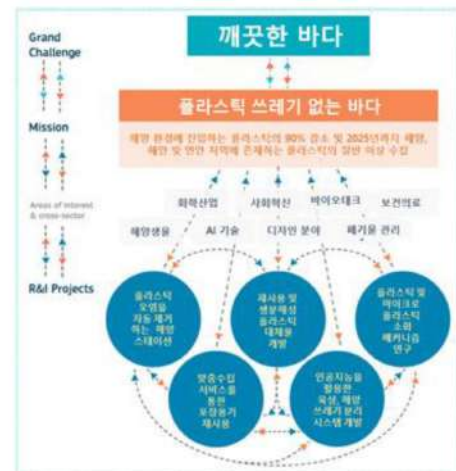 Grand
Challenge
깨끗한 바다
Mission
플라스틱 쓰레기 없는 바다
해양 환경에 진입하는 플라스틱의 90% 감소 및 2025년까지 해양,
해안 및 연안 지역에 존재하는 플라스틱의 절반 이상 수집
Areas of interest
& cross-sector
화학산업
사회혁신
바이오테크
보건의료
해양생물
AI 기술
디자인 분야
폐기물 관리
R&I Projects
플라스틱
오염을
자동 제거
하는 해양
스테이션
재사용 및
생분해성
플라스틱
대체물
개발
플라스틱 및
마이크로
플라스틱
소화
메커니즘
연구
맞춤수집
서비스를
통한
포장용기
재사용
인공지능을
활용한
육상, 해양
쓰레기 분리
시스템 개발